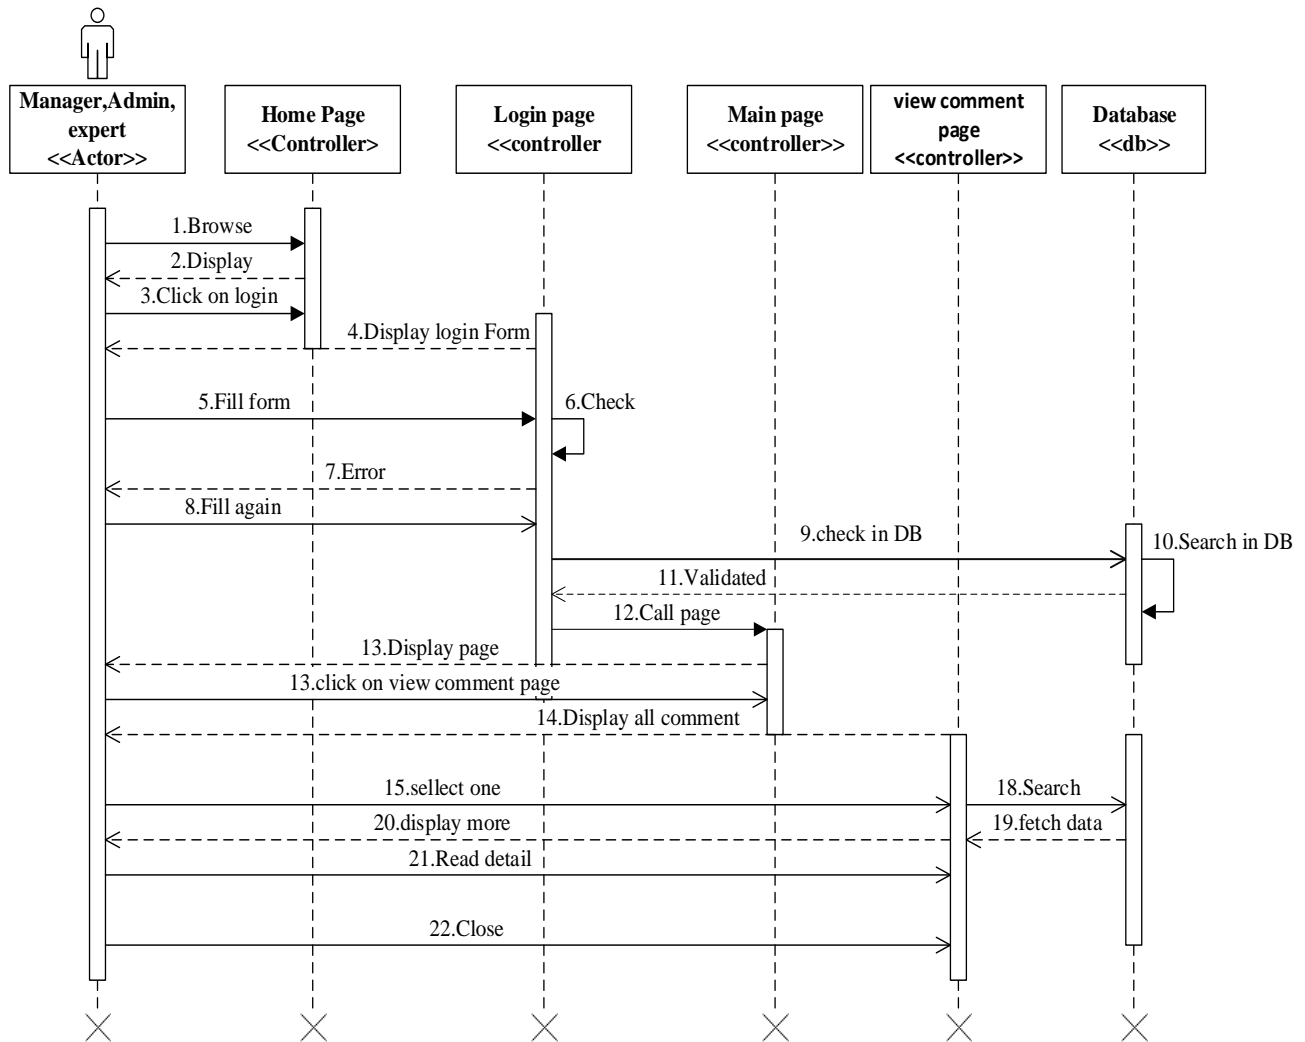 Manager,Admin,
expert
<<Actor>>
Home Page
<<Controller>
Login page
<<controller
Main page
<<controller>>
view comment
page
<<controller>>
Database
<<db>>
1.Browse
2.Display
3.Click on login
4.Display login Form
5.Fill form
6.Check
7.Error
8.Fill again
9.check in DB
10.Search in DB
11.Validated
12.Call page
13.Display page
13.click on view comment page
14.Display all comment
15.sellect one
18.Search
20.display more
19.fetch data
21.Read detail
22.Close